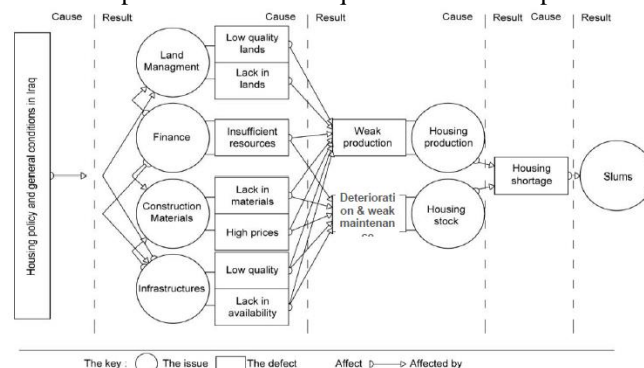 Cause
Result
Cause
Result
Cause
Result
Housing policy and general conditions in Iraq
Land
Managment
Low quality
lands
Lack in
lands
Finance
Insufficient
resources
Construction
Materials
Lack in
materials
High prices
Infrastructures
Low quality
Lack in
availability
Weak
production
Deteriorati
on & weak
maintenan
Housing
production
Housing
stock
Housing
shortage
Slums
The key : The issue The defect Affect Affected by